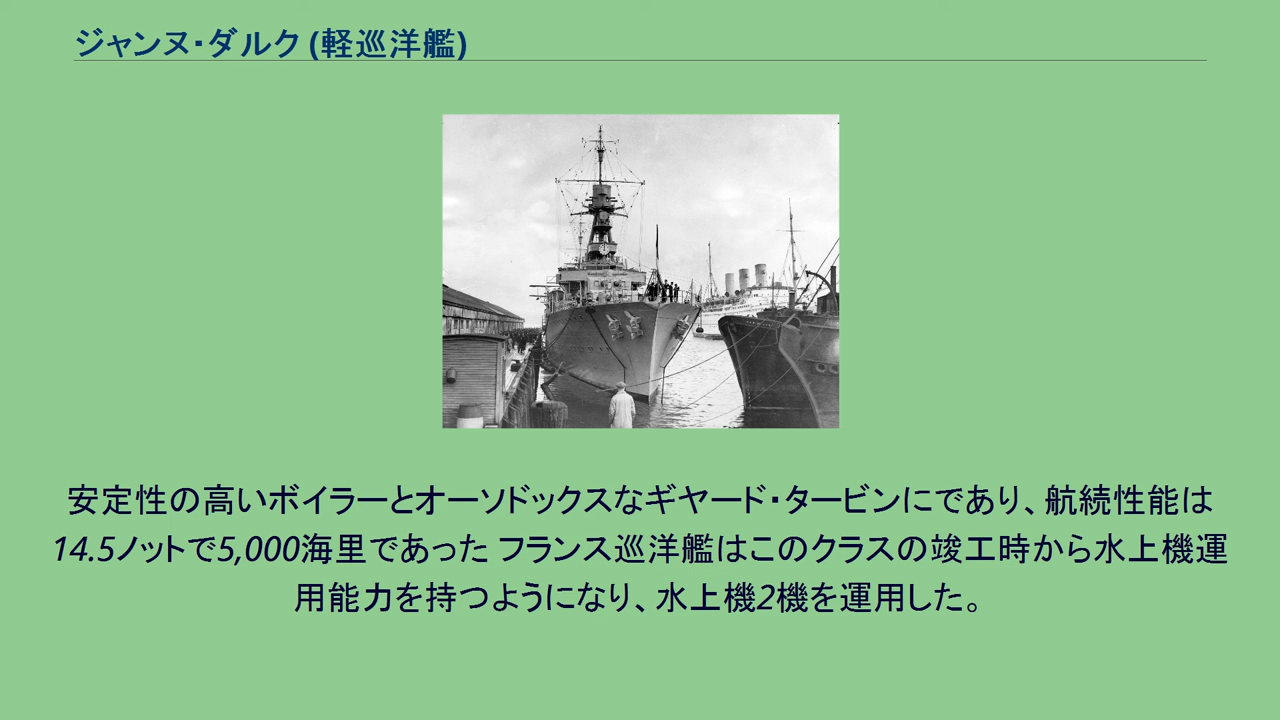 ジャンヌ・ダルク (軽巡洋艦)
安定性の高いボイラーとオーソドックスなギヤード・タービンにであり、航続性能は
14.5ノットで5,000海里であった フランス巡洋艦はこのクラスの竣工時から水上機運
用能力を持つようになり、水上機2機を運用した。